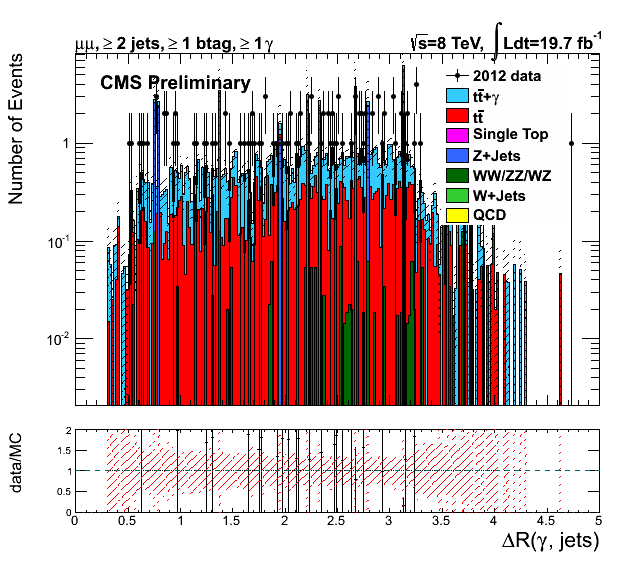 μμ, ≥ 2 jets, ≥ 1 btag, ≥ 1 γ
√s=8 TeV, ∫ Ldt=19.7 fb⁻¹
CMS Preliminary
2012 data
tt̄+γ
tt̄
Single Top
Z+Jets
WW/ZZ/WZ
W+Jets
QCD
Number of Events
1
10⁻¹
10⁻²
data/MC
2
1.5
1
0.5
0
0 0.5 1 1.5 2 2.5 3 3.5 4 4.5 5
ΔR(γ, jets)